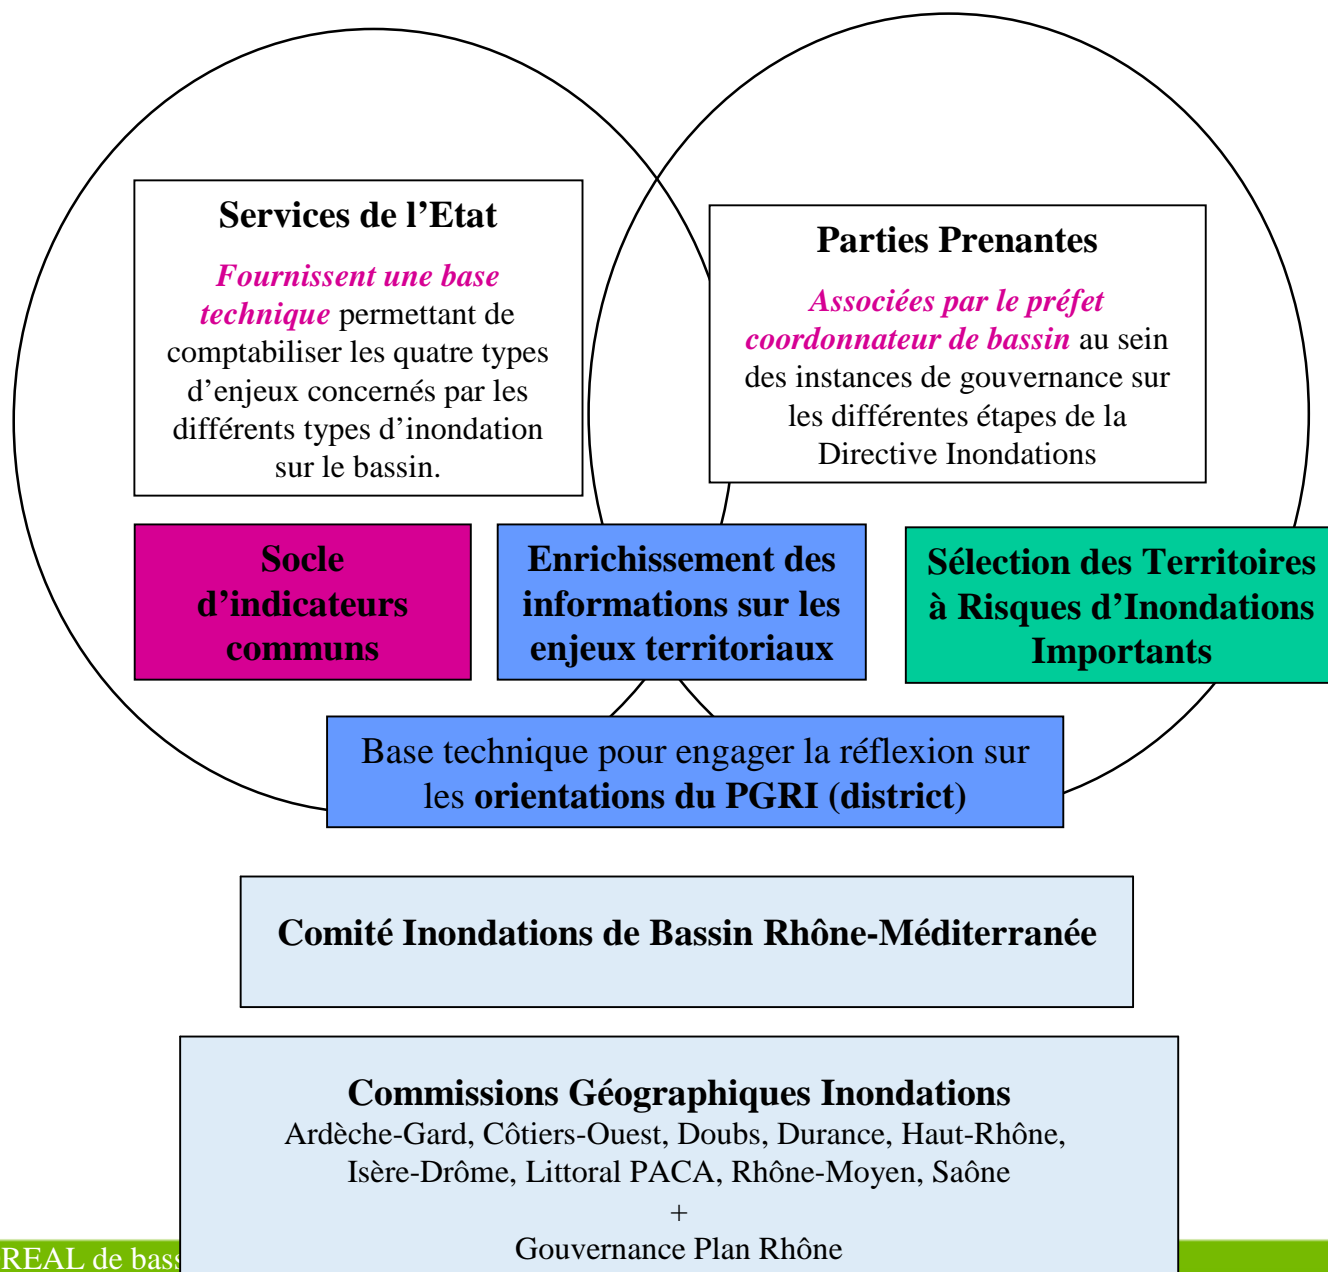 Services de l’Etat
Fournissent une base
technique permettant de
comptabiliser les quatre types
d’enjeux concernés par les
différents types d’inondation
sur le bassin.
Parties Prenantes
Associées par le préfet
coordonnateur de bassin au sein
des instances de gouvernance sur
les différentes étapes de la
Directive Inondations
Socle
d’indicateurs
communs
Enrichissement des
informations sur les
enjeux territoriaux
Sélection des Territoires
à Risques d’Inondations
Importants
Base technique pour engager la réflexion sur
les orientations du PGRI (district)
Comité Inondations de Bassin Rhône-Méditerranée
Commissions Géographiques Inondations
Ardèche-Gard, Côtiers-Ouest, Doubs, Durance, Haut-Rhône,
Isère-Drôme, Littoral PACA, Rhône-Moyen, Saône
+
Gouvernance Plan Rhône
REAL de bass